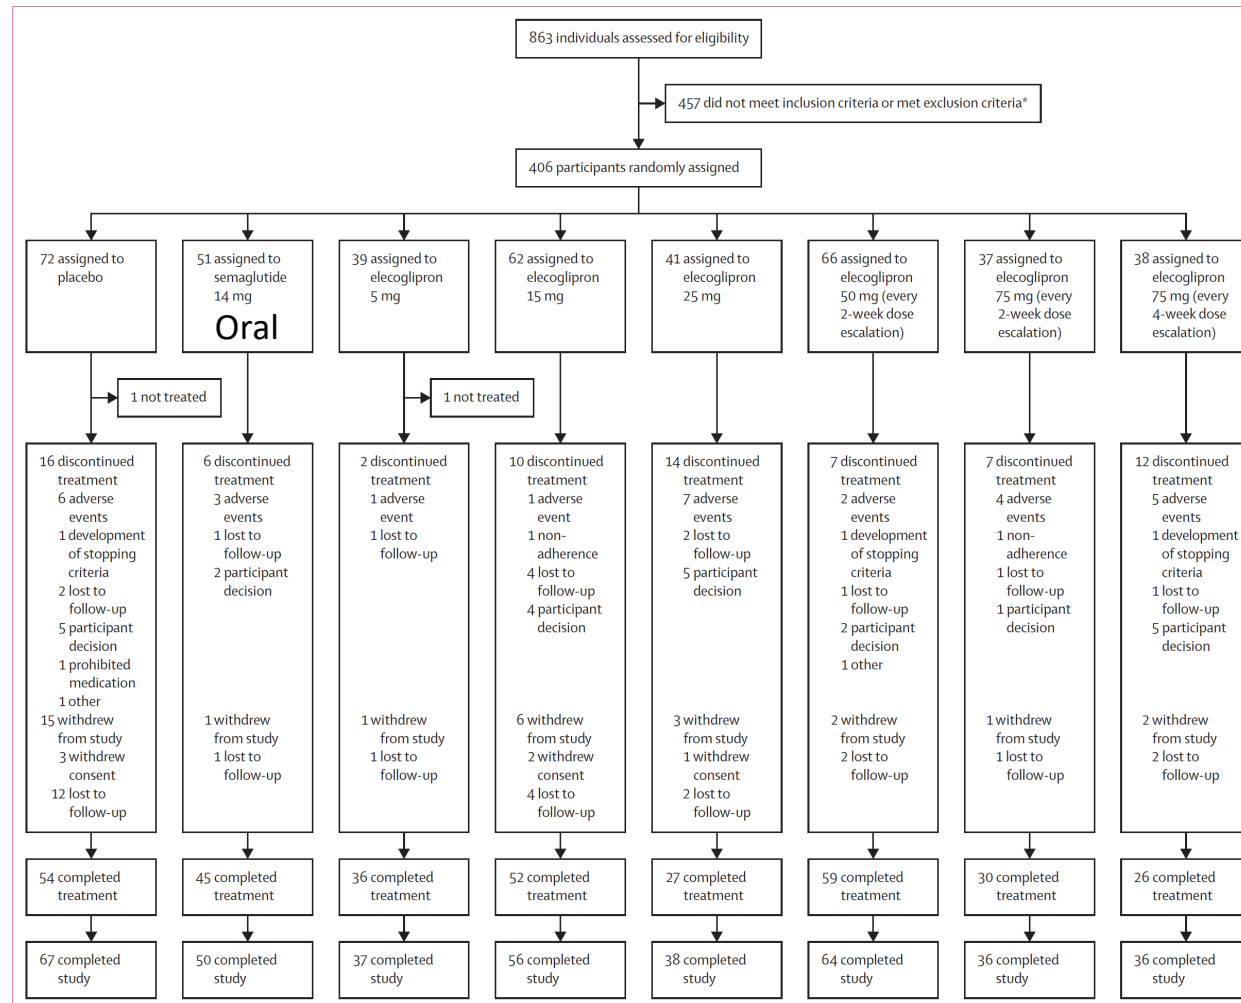 863 individuals assessed for eligibility
457 did not meet inclusion criteria or met exclusion criteria*
406 participants randomly assigned
72 assigned to
placebo
51 assigned to
semaglutide
14 mg
Oral
39 assigned to
elecoglipron
5 mg
62 assigned to
elecoglipron
15 mg
41 assigned to
elecoglipron
25 mg
66 assigned to
elecoglipron
50 mg (every
2-week dose
escalation)
37 assigned to
elecoglipron
75 mg (every
2-week dose
escalation)
38 assigned to
elecoglipron
75 mg (every
4-week dose
escalation)
1 not treated
1 not treated
16 discontinued
treatment
6 adverse
events
1 development
of stopping
criteria
2 lost to
follow-up
5 participant
decision
1 prohibited
medication
1 other
15 withdrew
from study
3 withdrew
consent
12 lost to
follow-up
6 discontinued
treatment
3 adverse
events
1 lost to
follow-up
2 participant
decision
1 withdrew
from study
1 lost to
follow-up
2 discontinued
treatment
1 adverse
event
1 lost to
follow-up
1 withdrew
from study
1 lost to
follow-up
10 discontinued
treatment
1 adverse
event
1 non-
adherence
4 lost to
follow-up
4 participant
decision
6 withdrew
from study
2 withdrew
consent
4 lost to
follow-up
14 discontinued
treatment
7 adverse
events
2 lost to
follow-up
5 participant
decision
3 withdrew
from study
1 withdrew
consent
2 lost to
follow-up
7 discontinued
treatment
2 adverse
events
1 development
of stopping
criteria
1 lost to
follow-up
2 participant
decision
1 other
2 withdrew
from study
2 lost to
follow-up
7 discontinued
treatment
4 adverse
events
1 non-
adherence
1 lost to
follow-up
1 participant
decision
1 withdrew
from study
1 lost to
follow-up
12 discontinued
treatment
5 adverse
events
1 development
of stopping
criteria
1 lost to
follow-up
5 participant
decision
2 withdrew
from study
2 lost to
follow-up
54 completed
treatment
45 completed
treatment
36 completed
treatment
52 completed
treatment
27 completed
treatment
59 completed
treatment
30 completed
treatment
26 completed
treatment
67 completed
study
50 completed
study
37 completed
study
56 completed
study
38 completed
study
64 completed
study
36 completed
study
36 completed
study